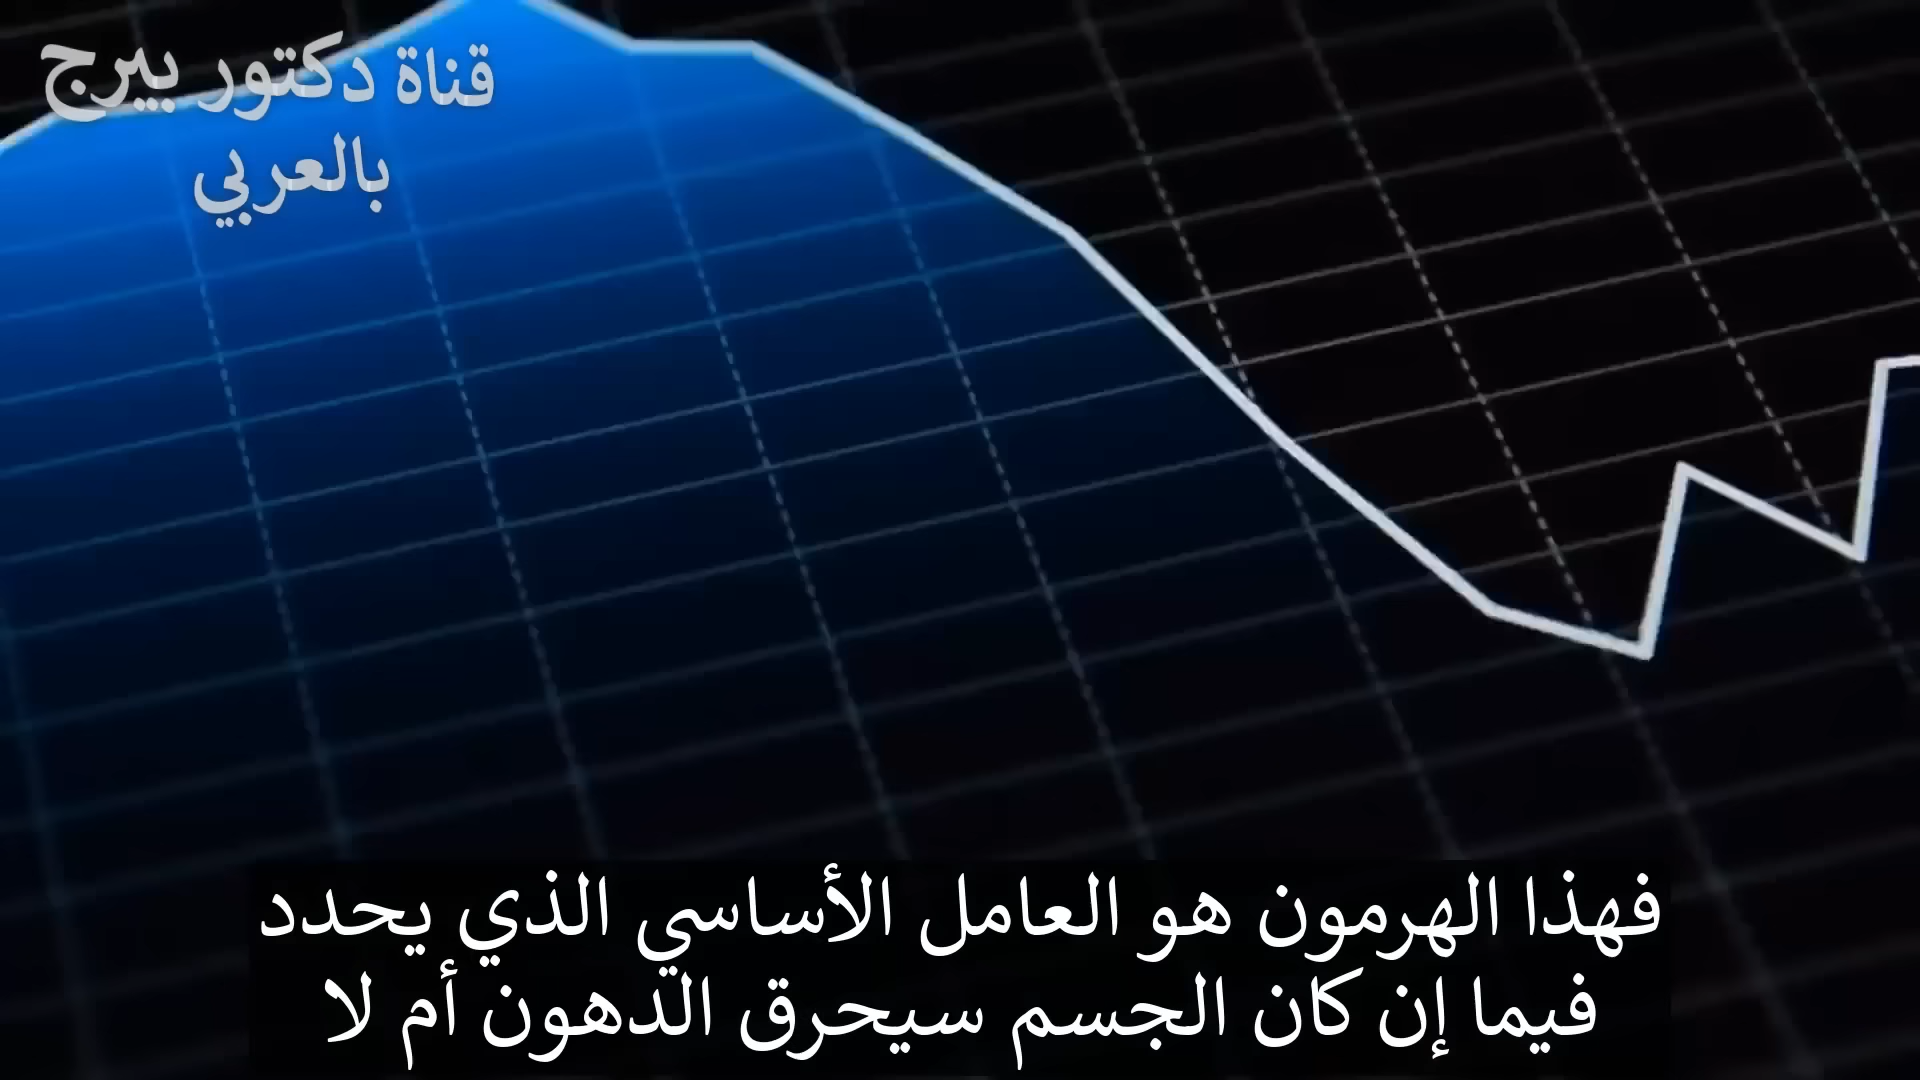 قناة دكتور بيرج
بالعربي
فهذا الهرمون هو العامل الأساسي الذي يحدد
فيما إن كان الجسم سيحرق الدهون أم لا